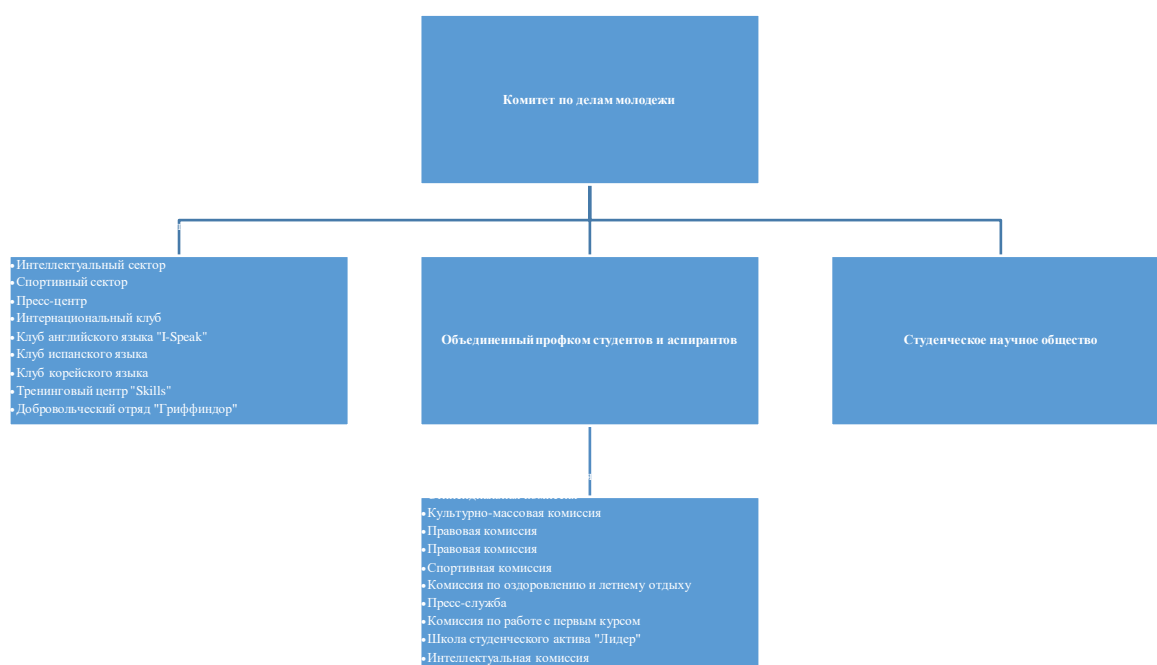 Комитет по делам молодежи
•Интеллектуальный сектор
•Спортивный сектор
•Пресс-центр
•Интернациональный клуб
•Клуб английского языка "I-Speak"
•Клуб испанского языка
•Клуб корейского языка
•Тренинговый центр "Skills"
•Добровольческий отряд "Гриффиндор"
Объединенный профком студентов и аспирантов
Студенческое научное общество
•Культурно-массовая комиссия
•Правовая комиссия
•Правовая комиссия
•Спортивная комиссия
•Комиссия по оздоровлению и летнему отдыху
•Пресс-служба
•Комиссия по работе с первым курсом
•Школа студенческого актива "Лидер"
•Интеллектуальная комиссия